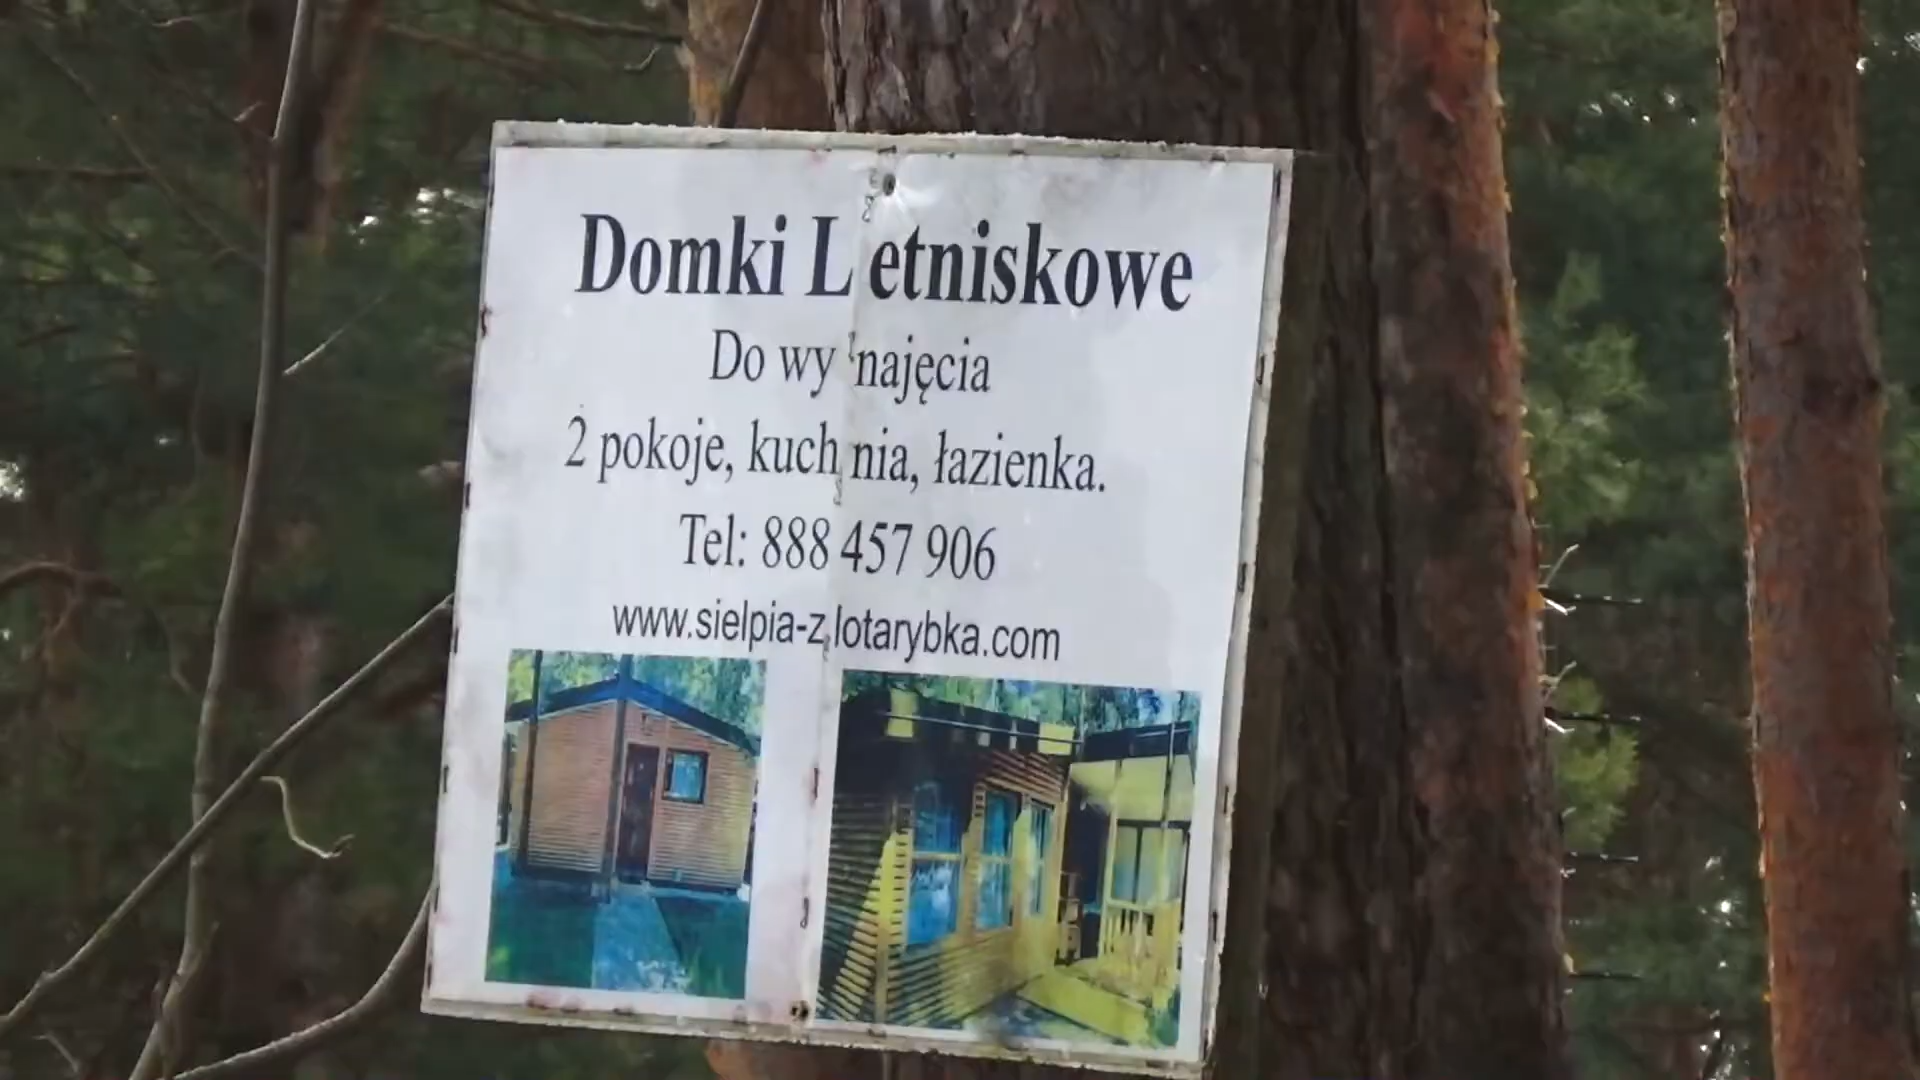 Domki Letniskowe
Do wynajęcia
2 pokoje, kuchnia, łazienka.
Tel: 888 457 906
www.sielpia-zlotarybka.com